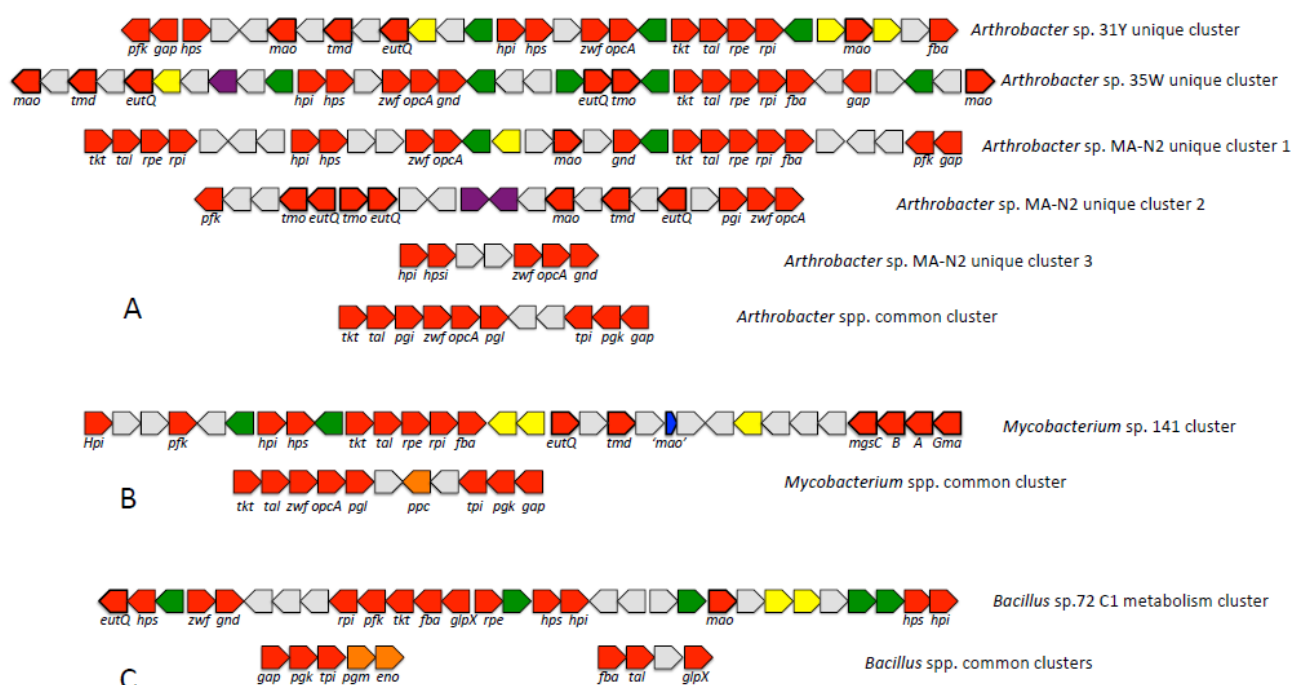 pfk gap hps mao tmd eutQ hpi hps zwf opcA tkt tal rpe rpi mao fba
Arthrobacter sp. 31Y unique cluster
mao tmd eutQ hpi hps zwf opcA gnd eutQ tmo tkt tal rpe rpi fba gap mao
Arthrobacter sp. 35W unique cluster
tkt tal rpe rpi hpi hps zwf opcA mao gnd tkt tal rpe rpi fba pfk gap
Arthrobacter sp. MA-N2 unique cluster 1
pfk tmo eutQ tmo eutQ mao tmd eutQ pgi zwf opcA
Arthrobacter sp. MA-N2 unique cluster 2
hpi hpsi zwf opcA gnd
Arthrobacter sp. MA-N2 unique cluster 3
A
tkt tal pgi zwf opcA pgl tpi pgk gap
Arthrobacter spp. common cluster
Hpi pfk hpi hps tkt tal rpe rpi fba eutQ tmd 'mao' mgsC B A Gma
Mycobacterium sp. 141 cluster
B
tkt tal zwf opcA pgl ppc tpi pgk gap
Mycobacterium spp. common cluster
eutQ hps zwf gnd rpi pfk tkt fba glpX rpe hps hpi mao hps hpi
Bacillus sp.72 C1 metabolism cluster
C
gap pgk tpi pgm eno fba tal glpX
Bacillus spp. common clusters